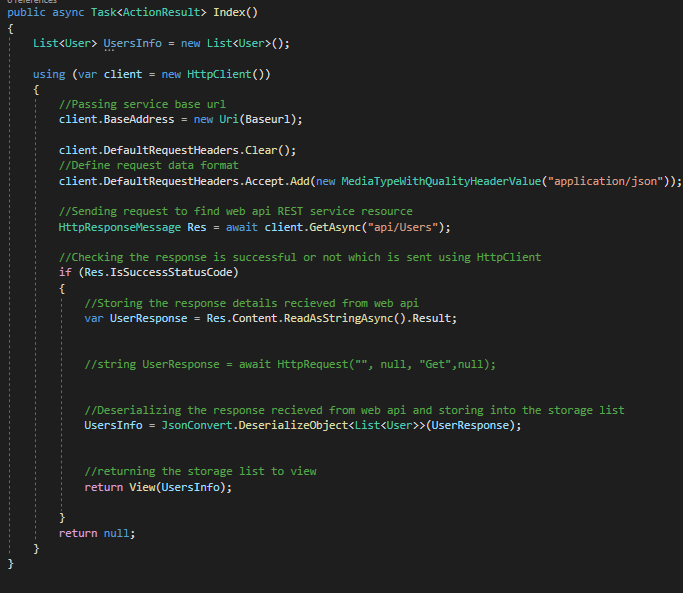 0 references
public async Task<ActionResult> Index()
{
List<User> UsersInfo = new List<User>();
using (var client = new HttpClient())
{
//Passing service base url
client.BaseAddress = new Uri(Baseurl);
client.DefaultRequestHeaders.Clear();
//Define request data format
client.DefaultRequestHeaders.Accept.Add(new MediaTypeWithQualityHeaderValue("application/json"));
//Sending request to find web api REST service resource
HttpResponseMessage Res = await client.GetAsync("api/Users");
//Checking the response is successful or not which is sent using HttpClient
if (Res.IsSuccessStatusCode)
{
//Storing the response details recieved from web api
var UserResponse = Res.Content.ReadAsStringAsync().Result;
//string UserResponse = await HttpRequest("", null, "Get",null);
//Deserializing the response recieved from web api and storing into the storage list
UsersInfo = JsonConvert.DeserializeObject<List<User>>(UserResponse);
//returning the storage list to view
return View(UsersInfo);
}
return null;
}
}